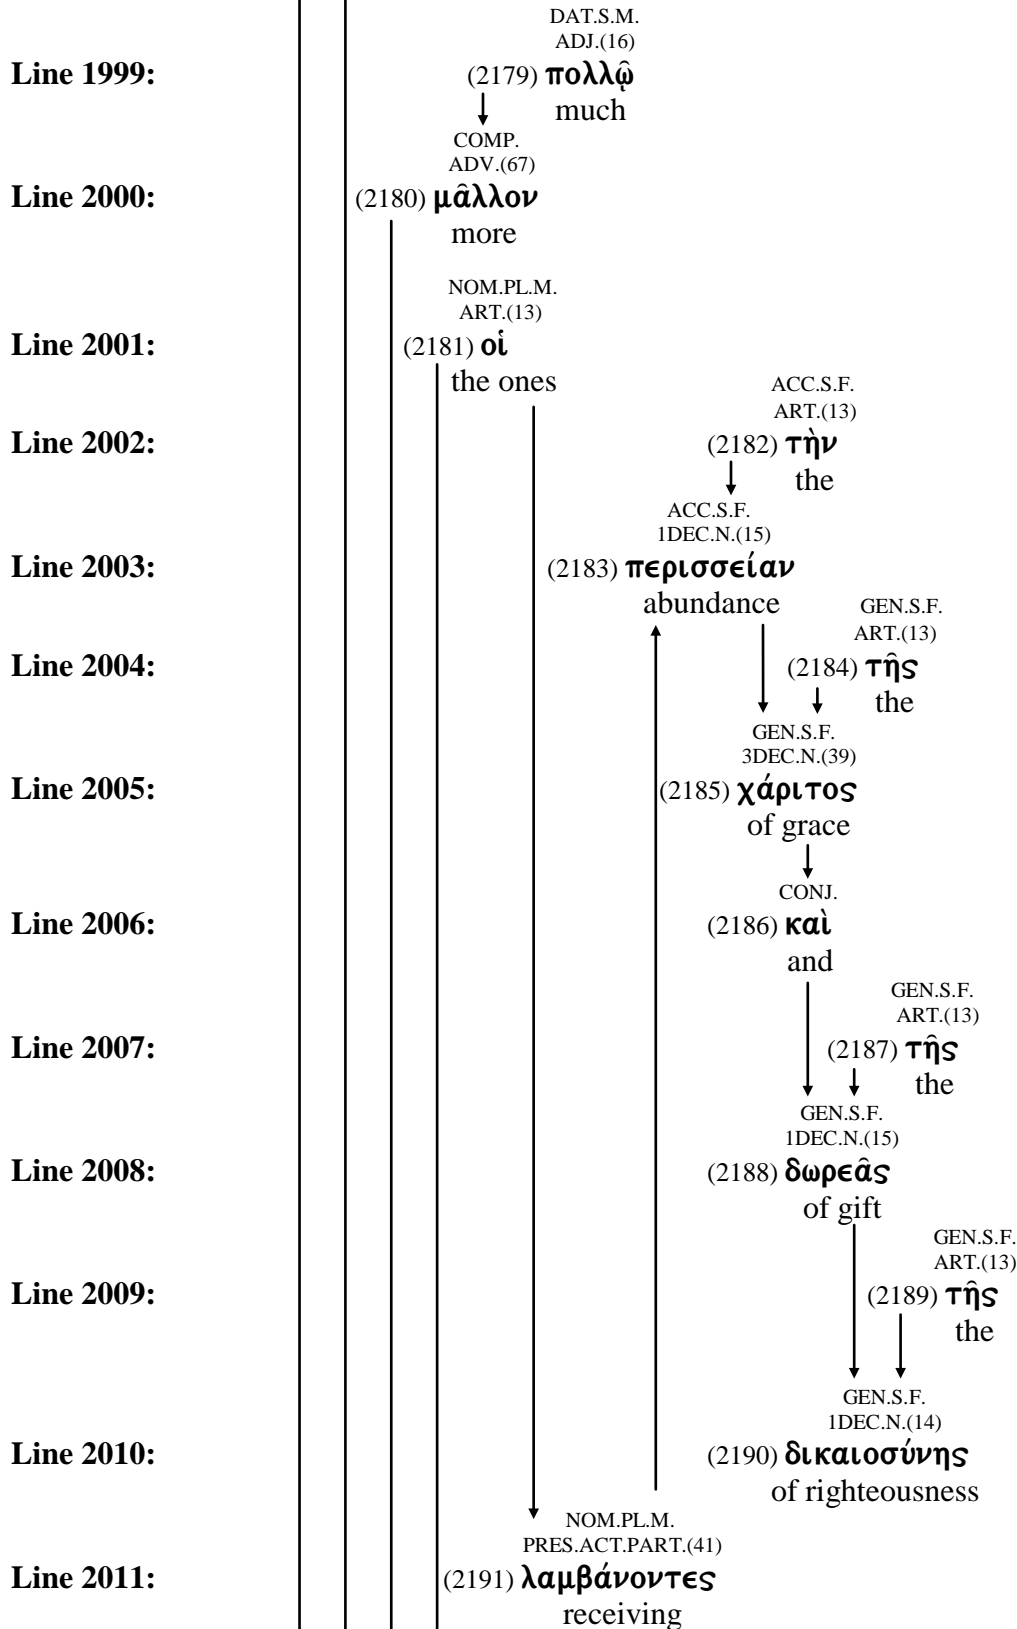 DAT.S.M.
ADJ.(16)
Line 1999: (2179) πολλῷ
much
COMP.
ADV.(67)
Line 2000: (2180) μᾶλλον
more
NOM.PL.M.
ART.(13)
Line 2001: (2181) οἱ
the ones
ACC.S.F.
ART.(13)
Line 2002: (2182) τὴν
the
ACC.S.F.
1DEC.N.(15)
Line 2003: (2183) περισσείαν
abundance
GEN.S.F.
ART.(13)
Line 2004: (2184) τῆς
the
GEN.S.F.
3DEC.N.(39)
Line 2005: (2185) χάριτος
of grace
CONJ.
Line 2006: (2186) καὶ
and
GEN.S.F.
ART.(13)
Line 2007: (2187) τῆς
the
GEN.S.F.
1DEC.N.(15)
Line 2008: (2188) δωρεᾶς
of gift
GEN.S.F.
ART.(13)
Line 2009: (2189) τῆς
the
GEN.S.F.
1DEC.N.(14)
Line 2010: (2190) δικαιοσύνης
of righteousness
NOM.PL.M.
PRES.ACT.PART.(41)
Line 2011: (2191) λαμβάνοντες
receiving